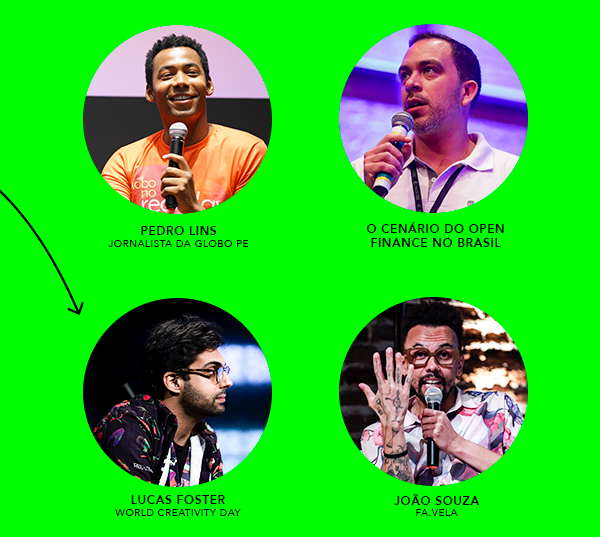 PEDRO LINS
JORNALISTA DA GLOBO PE
O CENÁRIO DO OPEN
FINANCE NO BRASIL
LUCAS FOSTER
WORLD CREATIVITY DAY
JOÃO SOUZA
FA.VELA